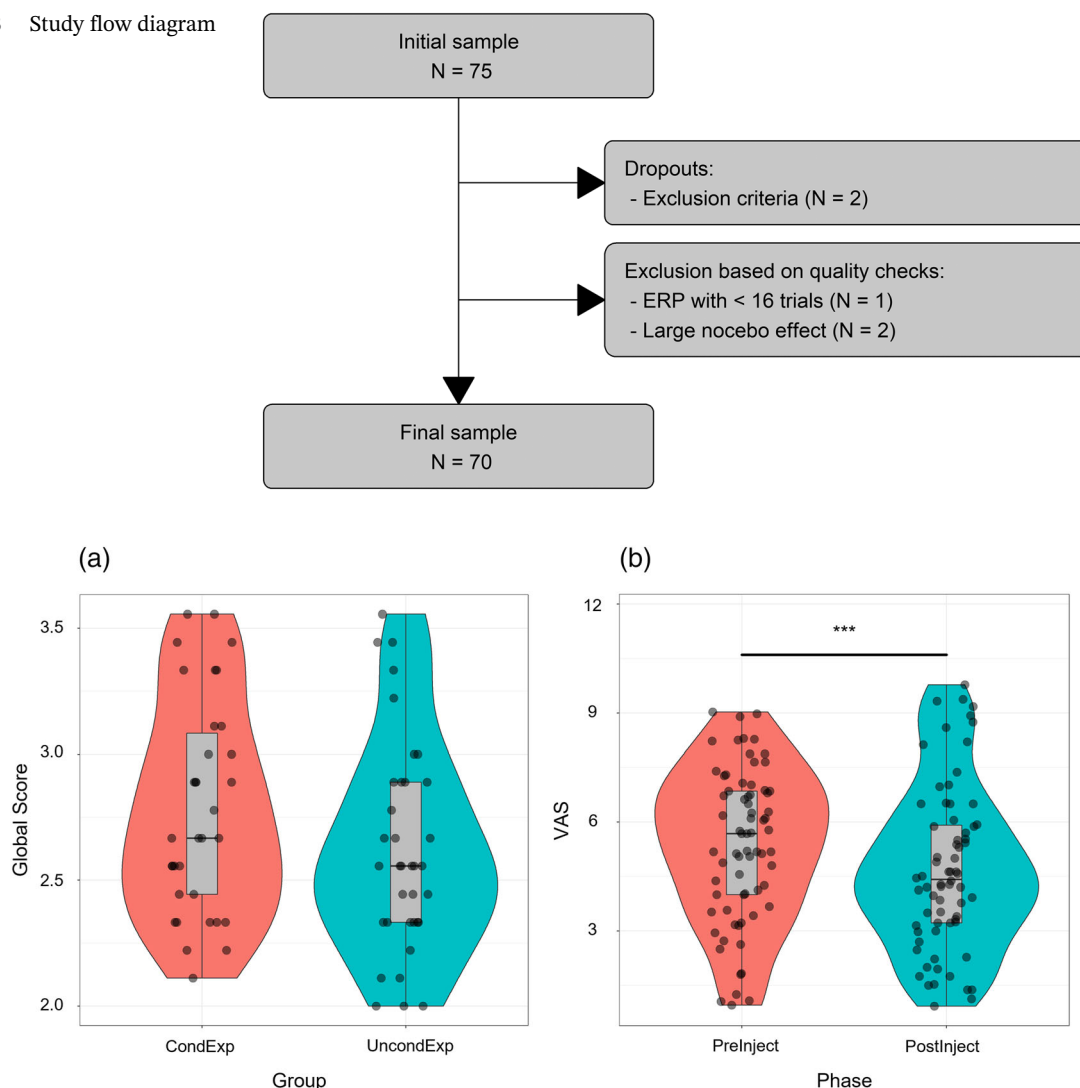 Study flow diagram
Initial sample
N = 75
Dropouts:
- Exclusion criteria (N = 2)
Exclusion based on quality checks:
- ERP with < 16 trials (N = 1)
- Large nocebo effect (N = 2)
Final sample
N = 70
(a)
Global Score
3.5
3.0
2.5
2.0
CondExp
UncondExp
Group
(b)
VAS
12
9
6
3
***
PreInject
PostInject
Phase